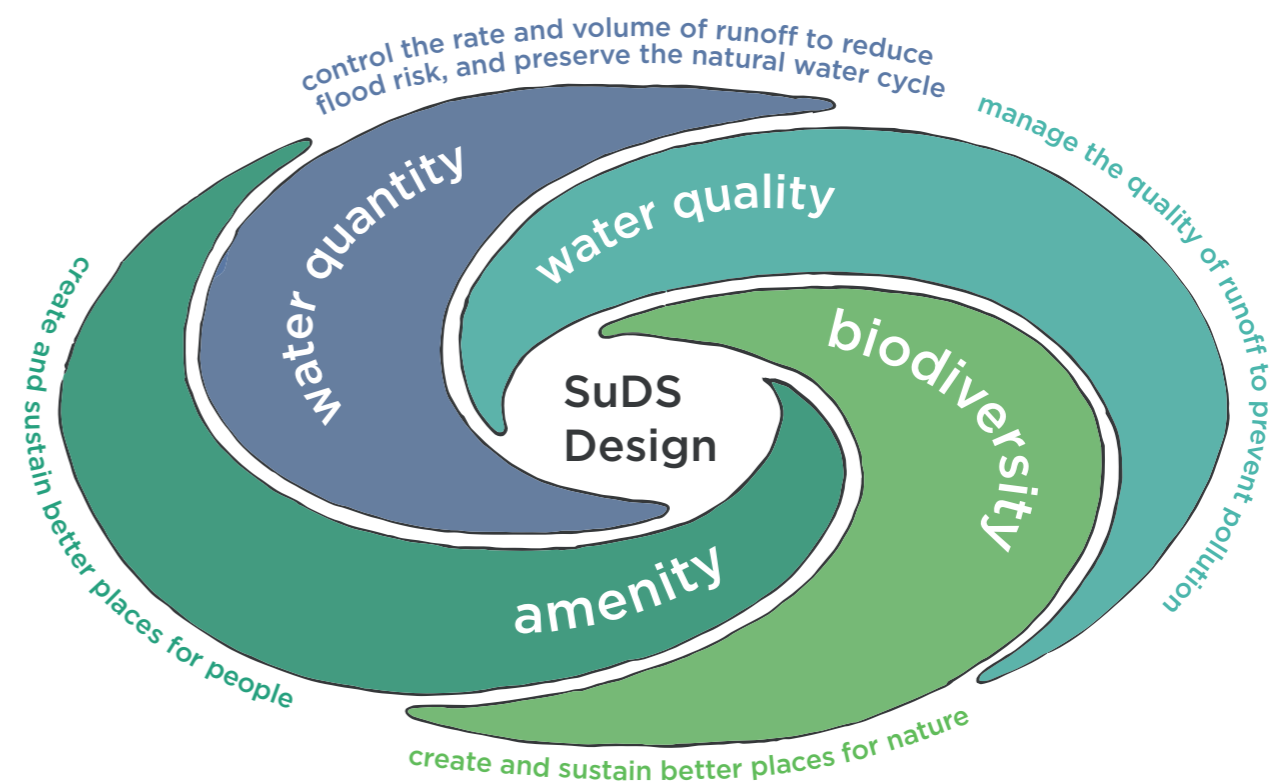 control the rate and volume of runoff to reduce
flood risk, and preserve the natural water cycle
manage the quality of runoff to prevent pollution
water quantity
water quality
biodiversity
SuDS
Design
amenity
create and sustain better places for people
create and sustain better places for nature